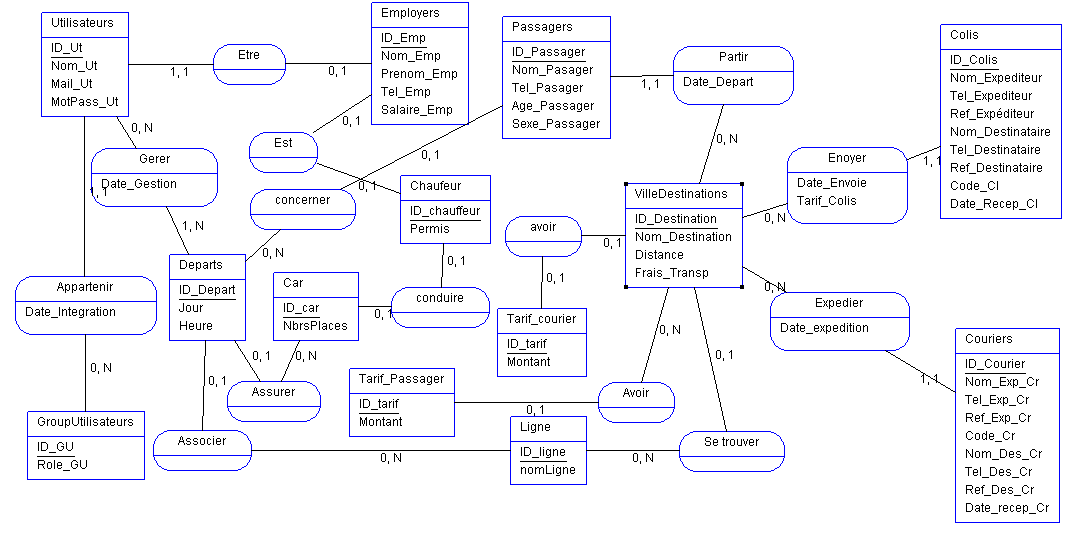 Utilisateurs
ID_Ut
Nom_Ut
Mail_Ut
MotPass_Ut
1, 1
Etre
0, 1
Employers
ID_Emp
Nom_Emp
Prenom_Emp
Tel_Emp
Salaire_Emp
Passagers
ID_Passager
Nom_Pasager
Tel_Pasager
Age_Passager
Sexe_Passager
1, 1
Partir
Date_Depart
0, N
Colis
ID_Colis
Nom_Expediteur
Tel_Expediteur
Ref_Expéditeur
Nom_Destinataire
Tel_Destinataire
Ref_Destinataire
Code_Cl
Date_Recep_Cl
1, 1
Enoyer
Date_Envoie
Tarif_Colis
0, N
0, N
Gerer
Date_Gestion
1, 1
1, N
0, 1
Est
0, 1
0, 1
concerner
0, N
Chaufeur
ID_chauffeur
Permis
0, 1
avoir
0, 1
0, 1
VilleDestinations
ID_Destination
Nom_Destination
Distance
Frais_Transp
Departs
ID_Depart
Jour
Heure
Car
ID_car
NbrsPlaces
0, 1
conduire
Appartenir
Date_Integration
0, N
Tarif_courier
ID_tarif
Montant
0, N
Expedier
Date_expedition
1, 1
Couriers
ID_Courier
Nom_Exp_Cr
Tel_Exp_Cr
Ref_Exp_Cr
Code_Cr
Nom_Des_Cr
Tel_Des_Cr
Ref_Des_Cr
Date_recep_Cr
0, 1
0, N
Assurer
0, 1
Tarif_Passager
ID_tarif
Montant
0, 1
Avoir
0, N
0, 1
GroupUtilisateurs
ID_GU
Role_GU
Associer
0, N
Ligne
ID_ligne
nomLigne
0, N
Se trouver